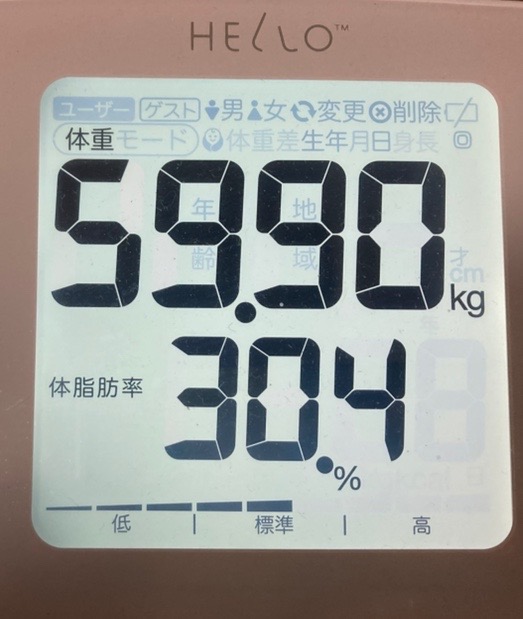 HELLO™
ユーザー ゲスト 男 女 変更 削除
体重モード 体重差生年月日身長
年齢 地域 才
59.90 cm
kg
体脂肪率 30.4 %
低 | 標準 | 高